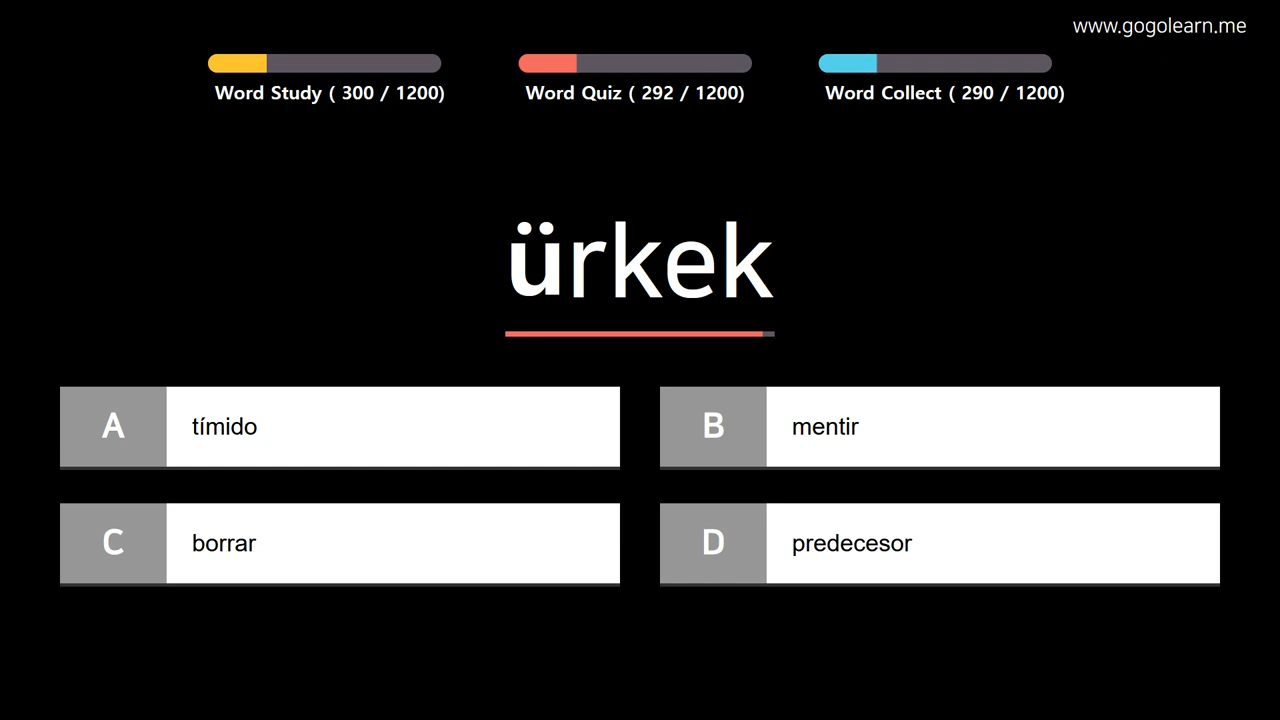 www.gogolearn.me
Word Study ( 300 / 1200)
Word Quiz ( 292 / 1200)
Word Collect ( 290 / 1200)
ürkek
A
tímido
B
mentir
C
borrar
D
predecesor